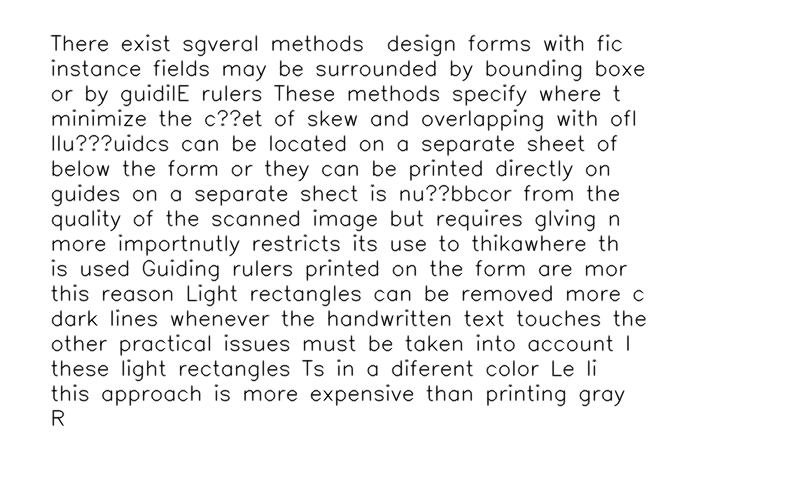 There exist sgveral methods design forms with fic
instance fields may be surrounded by bounding boxe
or by guidilE rulers These methods specify where t
minimize the c??et of skew and overlapping with ofl
llu???uidcs can be located on a separate sheet of
below the form or they can be printed directly on
guides on a separate shect is nu??bbcor from the
quality of the scanned image but requires glving n
more importnutly restricts its use to thikawhere th
is used Guiding rulers printed on the form are mor
this reason Light rectangles can be removed more c
dark lines whenever the handwritten text touches the
other practical issues must be taken into account l
these light rectangles Ts in a diferent color Le li
this approach is more expensive than printing gray
R